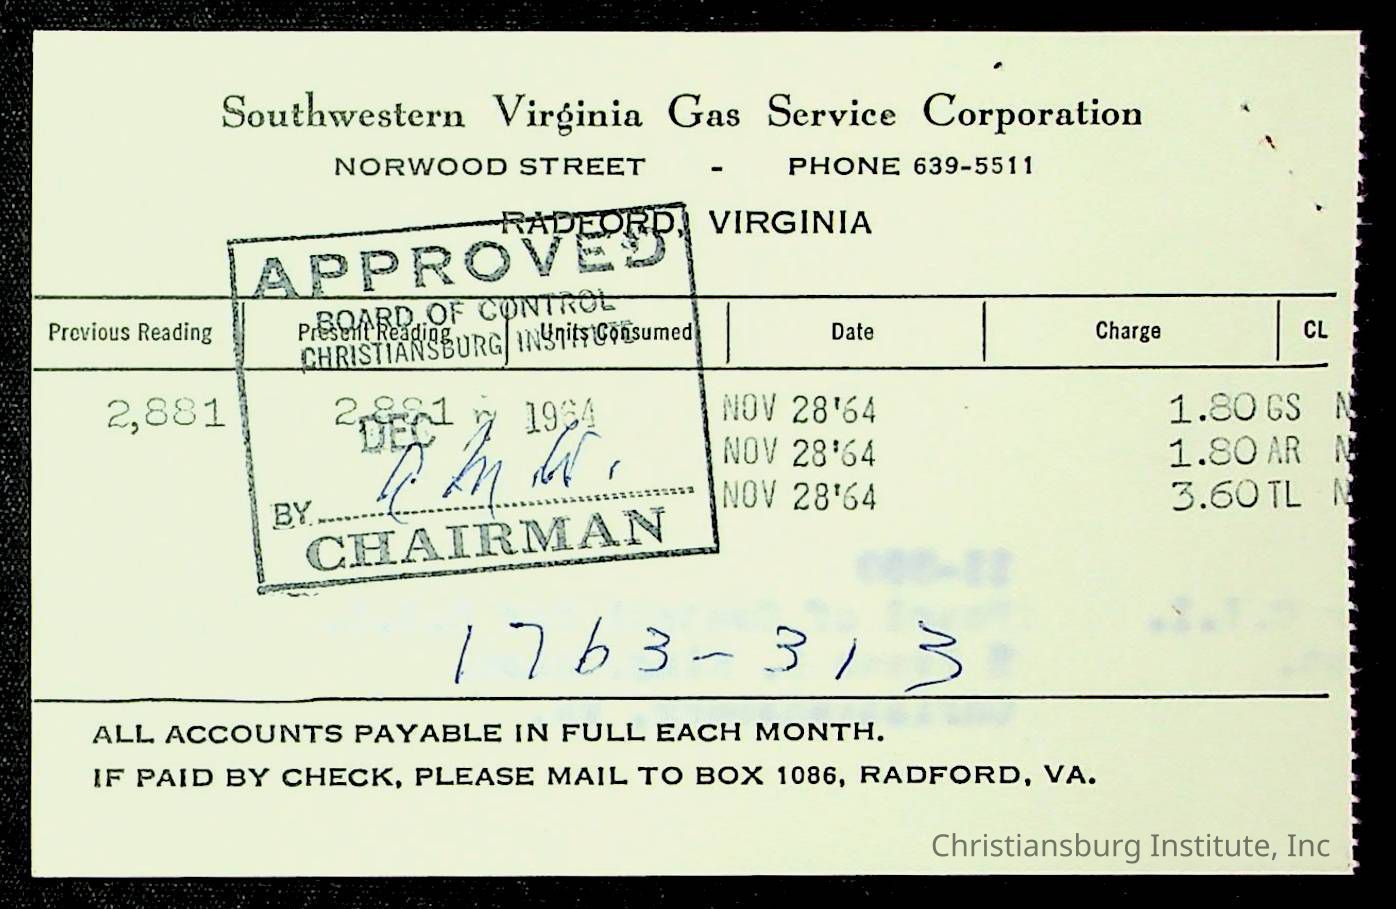 Southwestern Virginia Gas Service Corporation
NORWOOD STREET - PHONE 639-5511
RADFORD, VIRGINIA
APPROVED
BOARD OF CONTROL
CHRISTIANSBURG INSTITUTE
DEC 1964
BY
CHAIRMAN
Previous Reading Present Reading Units Consumed Date Charge CL
2,881 2,881 NOV 28'64 1.80 GS N
NOV 28'64 1.80 AR N
NOV 28'64 3.60 TL N
1763-313
ALL ACCOUNTS PAYABLE IN FULL EACH MONTH.
IF PAID BY CHECK, PLEASE MAIL TO BOX 1086, RADFORD, VA.
Christiansburg Institute, Inc